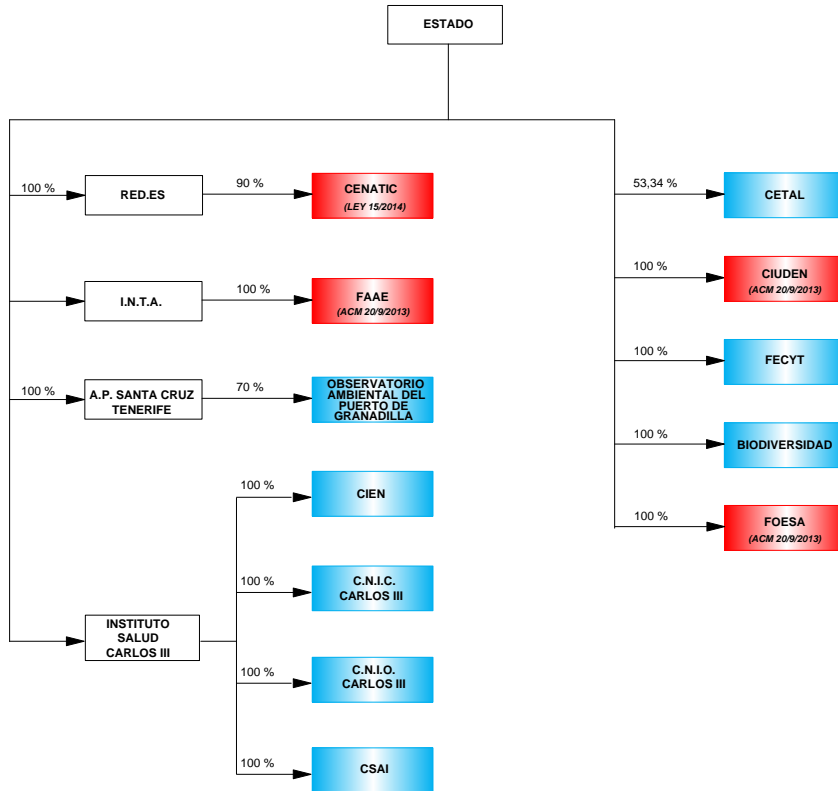 ESTADO
100 %
RED.ES
90 %
CENATIC
(LEY 15/2014)
I.N.T.A.
100 %
FAAE
(ACM 20/9/2013)
100 %
A.P. SANTA CRUZ
TENERIFE
70 %
OBSERVATORIO
AMBIENTAL DEL
PUERTO DE
GRANADILLA
INSTITUTO
SALUD
CARLOS III
100 %
CIEN
100 %
C.N.I.C.
CARLOS III
100 %
C.N.I.O.
CARLOS III
100 %
CSAI
53,34 %
CETAL
100 %
CIUDEN
(ACM 20/9/2013)
100 %
FECYT
100 %
BIODIVERSIDAD
100 %
FOESA
(ACM 20/9/2013)